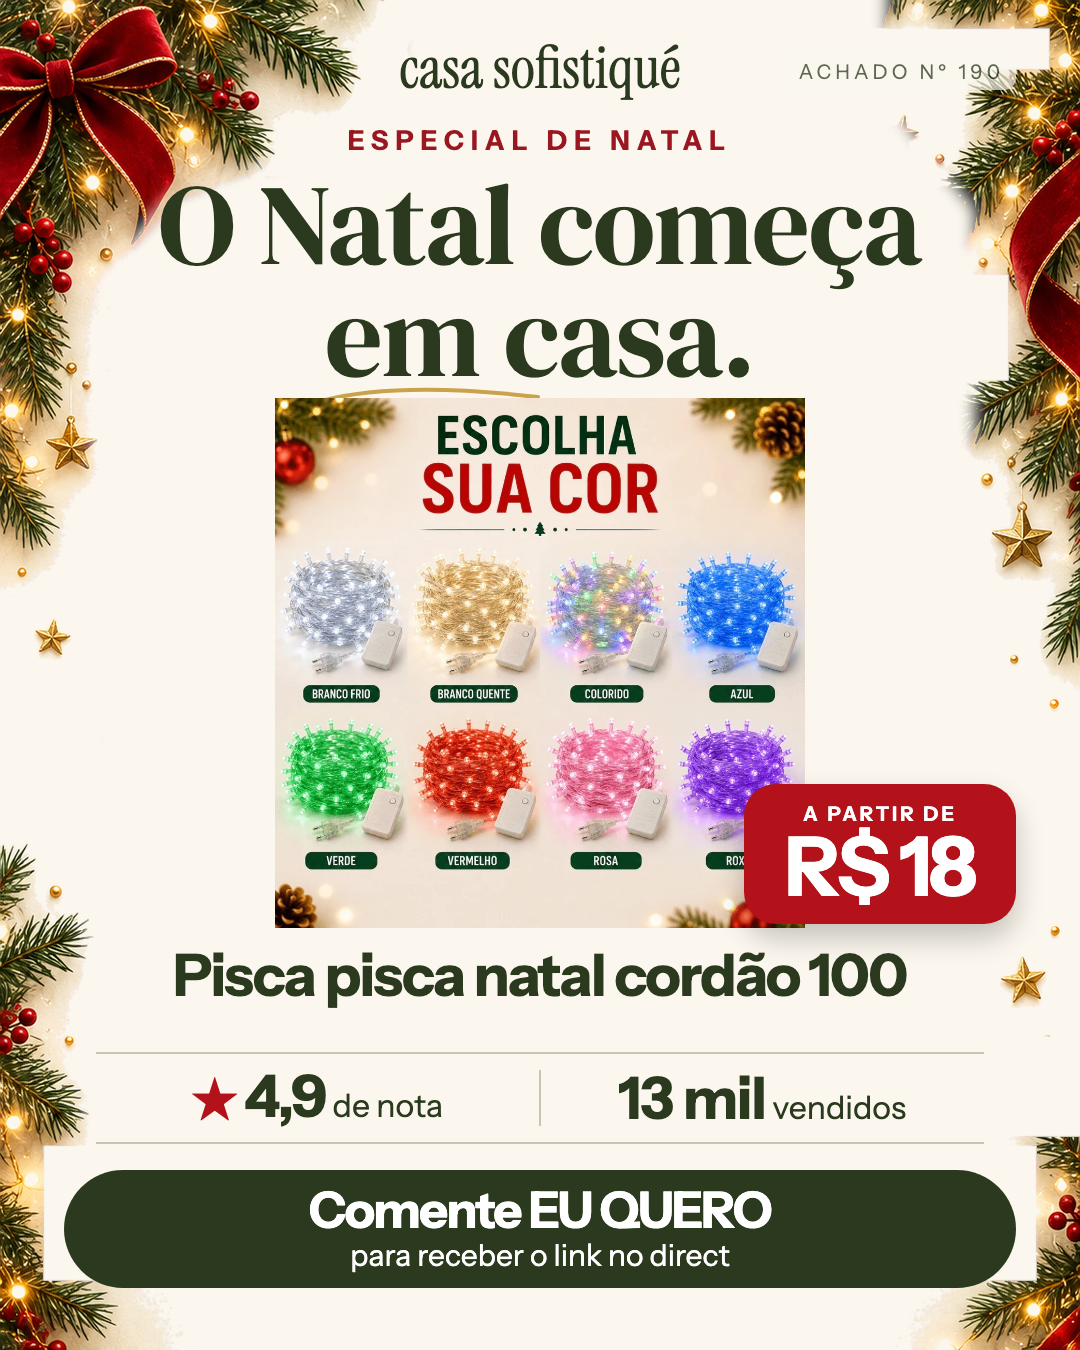 casa sofistiqué
ACHADO Nº 190
ESPECIAL DE NATAL
O Natal começa
em casa.
ESCOLHA
SUA COR
BRANCO FRIO
BRANCO QUENTE
COLORIDO
AZUL
VERDE
VERMELHO
ROSA
A PARTIR DE
R$ 18
Pisca pisca natal cordão 100
4,9 de nota
13 mil vendidos
Comente EU QUERO
para receber o link no direct